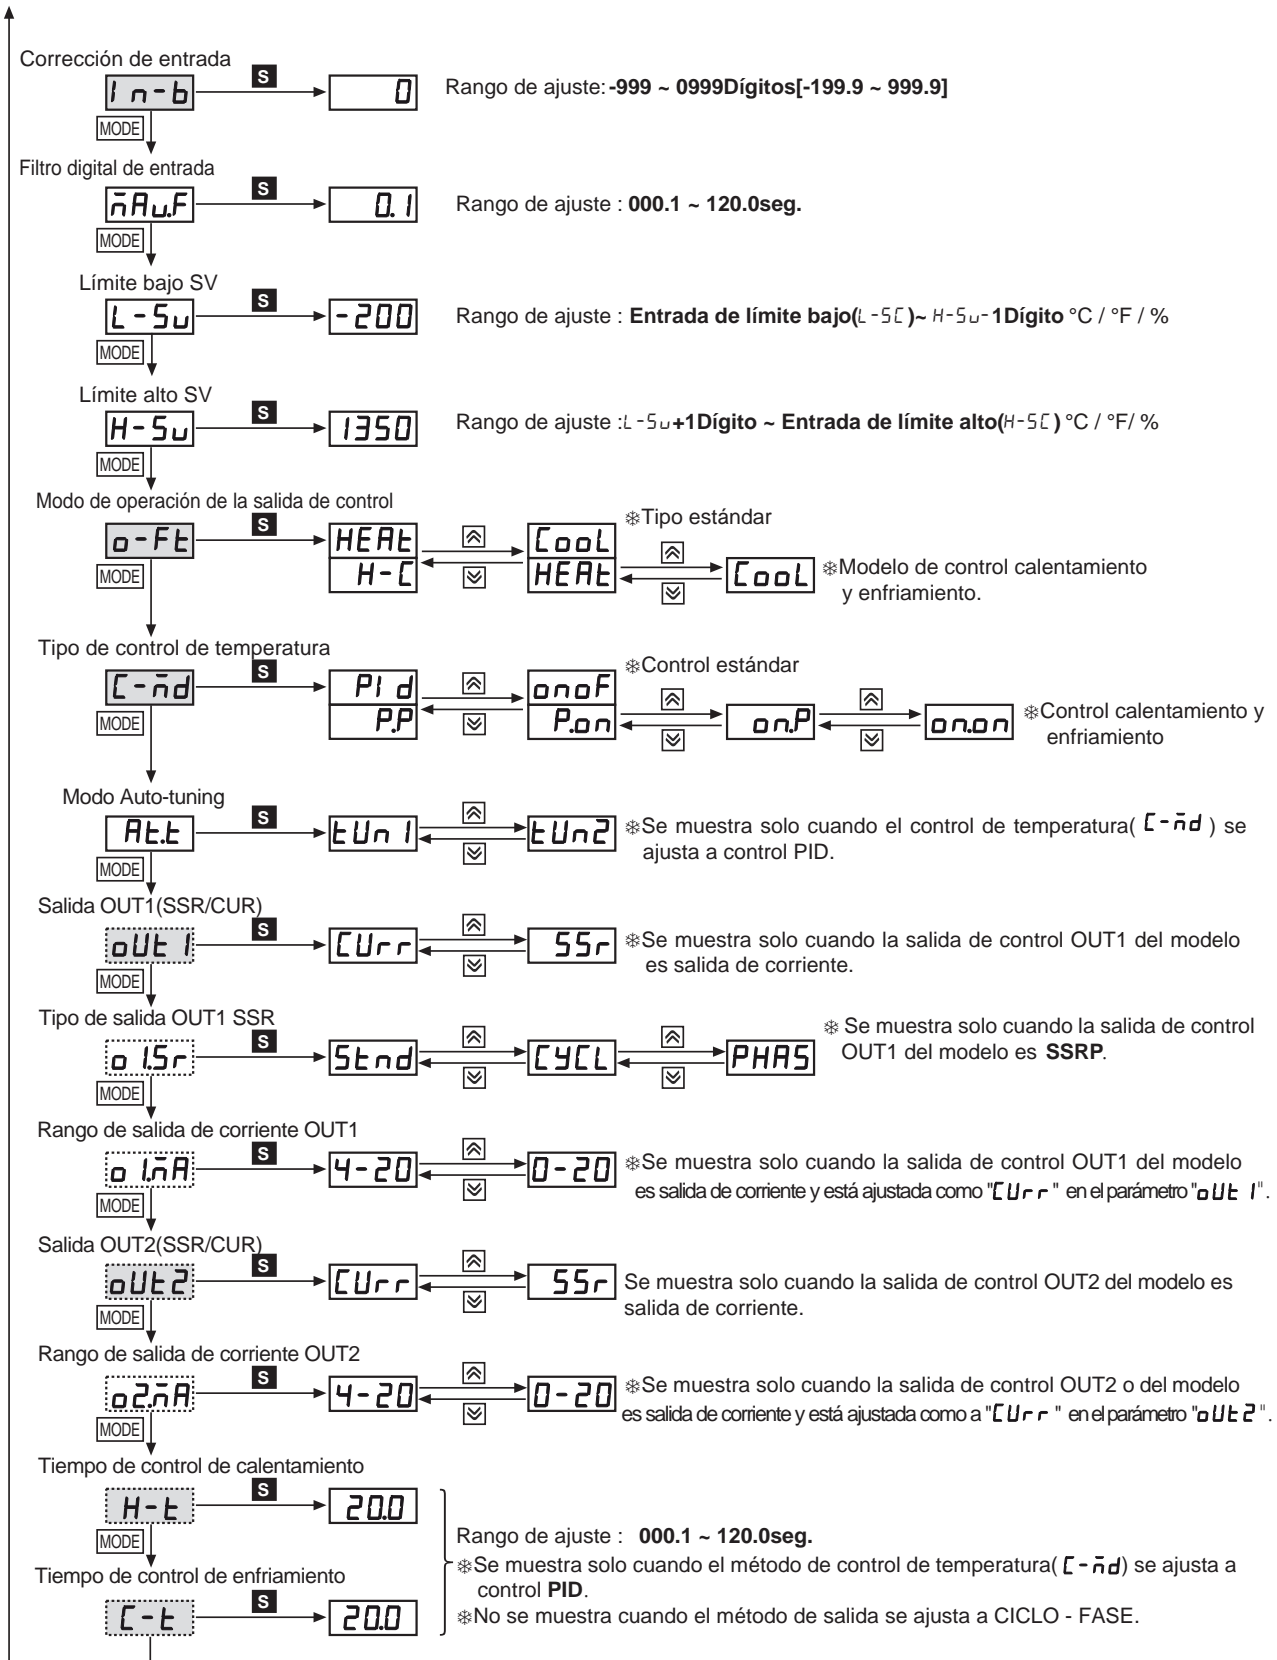 Corrección de entrada
In-b S 0 Rango de ajuste: -999 ~ 0999Dígitos[-199.9 ~ 999.9]
MODE
Filtro digital de entrada
m̄Au.F S 0.1 Rango de ajuste : 000.1 ~ 120.0seg.
MODE
Límite bajo SV
L-Su S -200 Rango de ajuste : Entrada de límite bajo(L-SC)~ H-Su-1Dígito °C / °F / %
MODE
Límite alto SV
H-Su S 1350 Rango de ajuste :L-Su+1Dígito ~ Entrada de límite alto(H-SC) °C / °F/ %
MODE
Modo de operación de la salida de control
o-Ft S HEAt CooL ※Tipo estándar
H-C HEAt CooL ※Modelo de control calentamiento
y enfriamiento.
MODE
Tipo de control de temperatura
C-m̄d S PId onoF ※Control estándar
P.P P.on on.P on.on ※Control calentamiento y
enfriamiento
MODE
Modo Auto-tuning
At.t S tUn1 tUn2 ※Se muestra solo cuando el control de temperatura( C-m̄d ) se
ajusta a control PID.
MODE
Salida OUT1(SSR/CUR)
oUt1 S CUrr SSr ※Se muestra solo cuando la salida de control OUT1 del modelo
es salida de corriente.
MODE
Tipo de salida OUT1 SSR
o1.Sr S Stnd CYCL PHAS ※ Se muestra solo cuando la salida de control
OUT1 del modelo es SSRP.
MODE
Rango de salida de corriente OUT1
o1.m̄A S 4-20 0-20 ※Se muestra solo cuando la salida de control OUT1 del modelo
es salida de corriente y está ajustada como "CUrr" en el parámetro "oUt1".
MODE
Salida OUT2(SSR/CUR)
oUt2 S CUrr SSr Se muestra solo cuando la salida de control OUT2 del modelo es
salida de corriente.
MODE
Rango de salida de corriente OUT2
o2.m̄A S 4-20 0-20 ※Se muestra solo cuando la salida de control OUT2 o del modelo
es salida de corriente y está ajustada como a "CUrr" en el parámetro "oUt2".
MODE
Tiempo de control de calentamiento
H-t S 20.0
MODE
Rango de ajuste : 000.1 ~ 120.0seg.
※Se muestra solo cuando el método de control de temperatura( C-m̄d) se ajusta a
control PID.
※No se muestra cuando el método de salida se ajusta a CICLO - FASE.
Tiempo de control de enfriamiento
C-t S 20.0